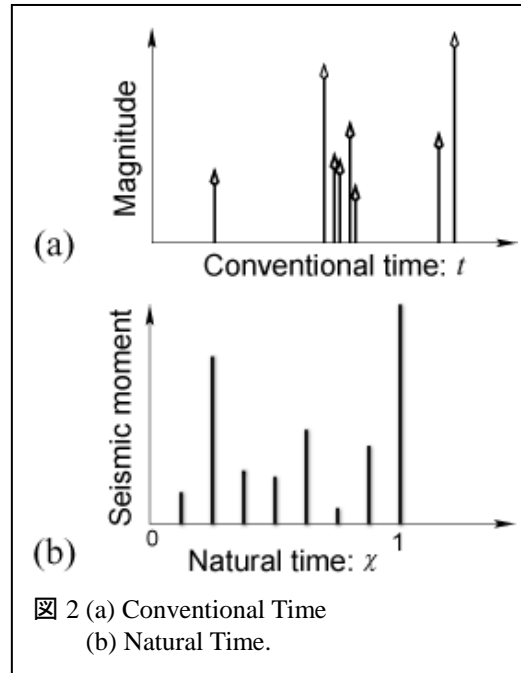 Magnitude
(a)
Conventional time: t
Seismic moment
0
1
(b)
Natural time: χ
図 2 (a) Conventional Time
(b) Natural Time.